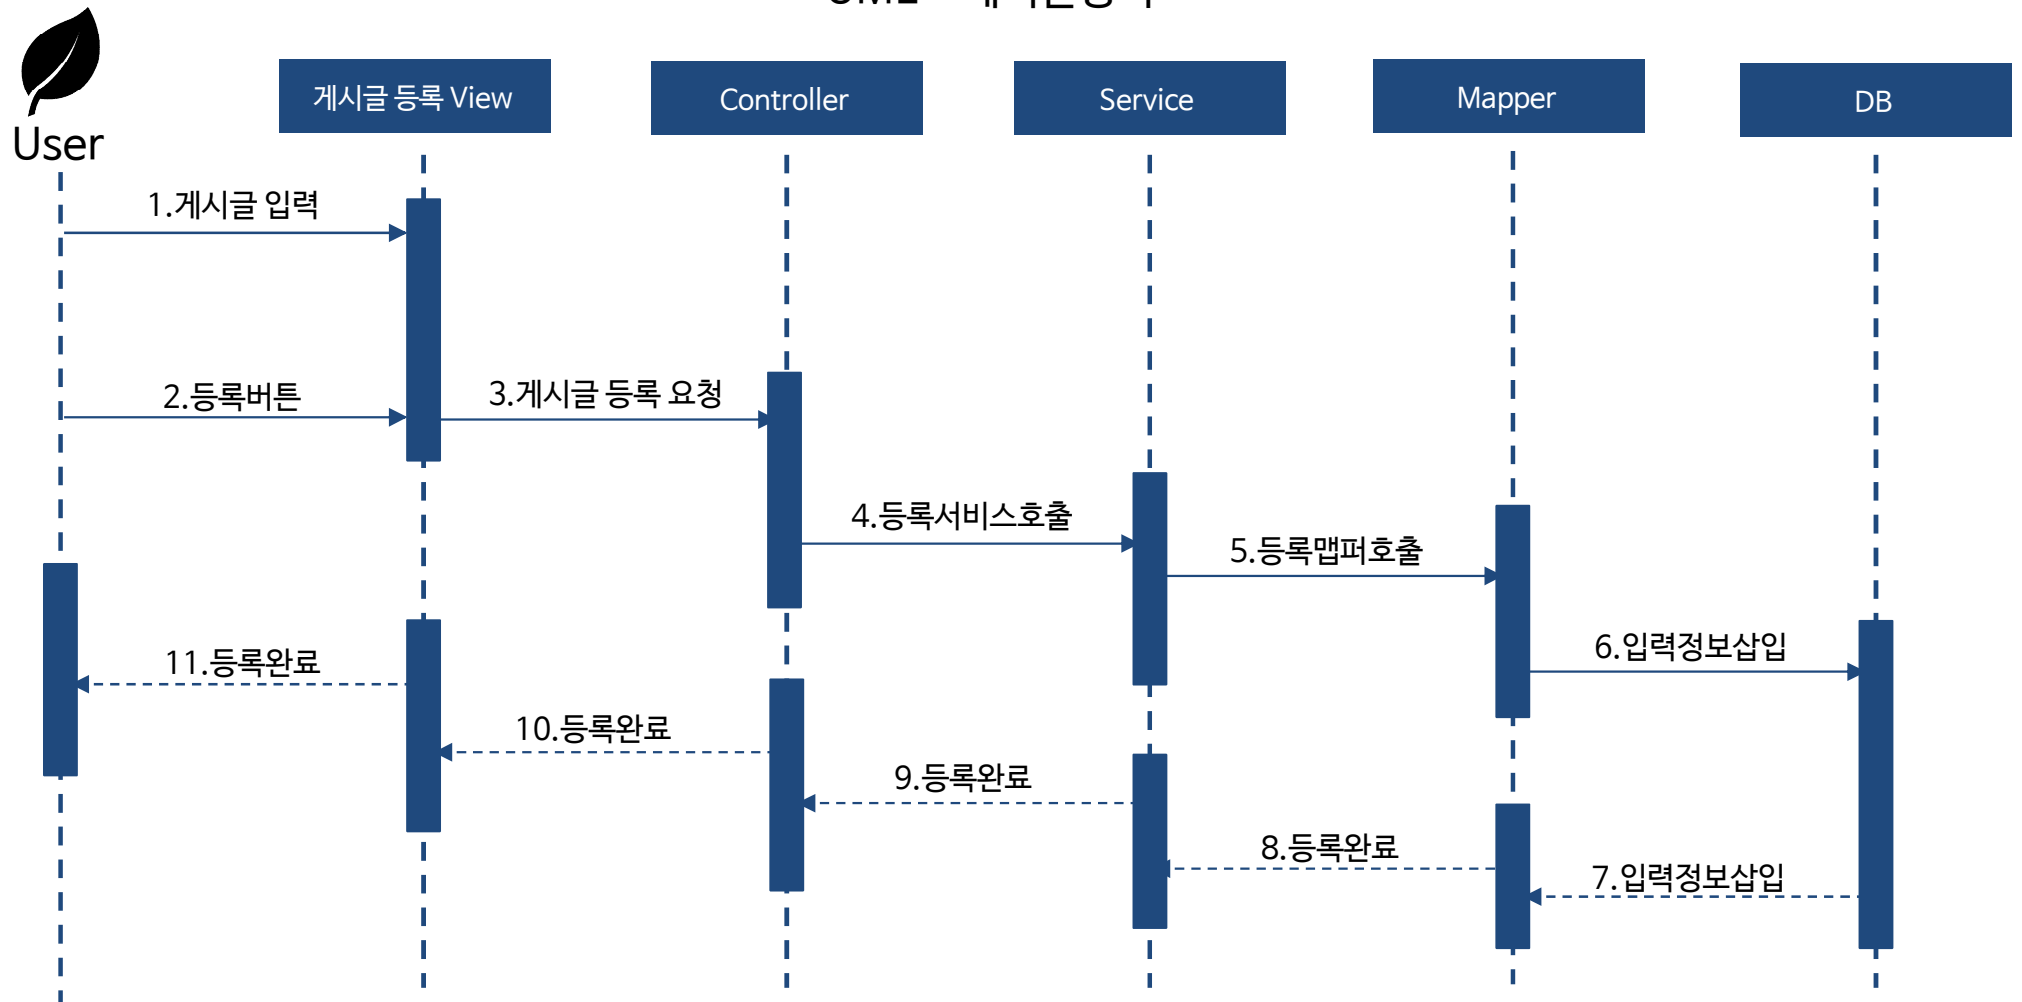 User
게시글 등록 View
Controller
Service
Mapper
DB
1.게시글 입력
2.등록버튼
3.게시글 등록 요청
4.등록서비스호출
5.등록맵퍼호출
6.입력정보삽입
11.등록완료
10.등록완료
9.등록완료
8.등록완료
7.입력정보삽입